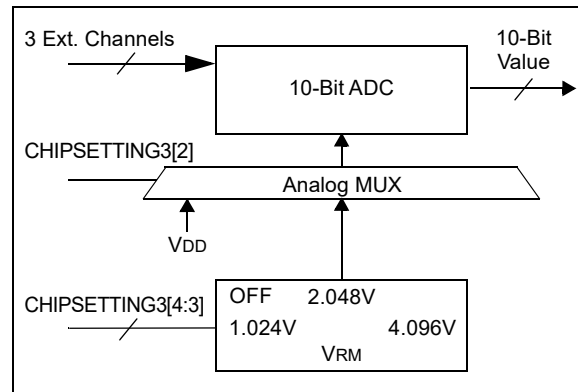 3 Ext. Channels
10-Bit
Value
10-Bit ADC
CHIPSETTING3[2]
Analog MUX
VDD
CHIPSETTING3[4:3]
OFF 2.048V
1.024V 4.096V
VRM